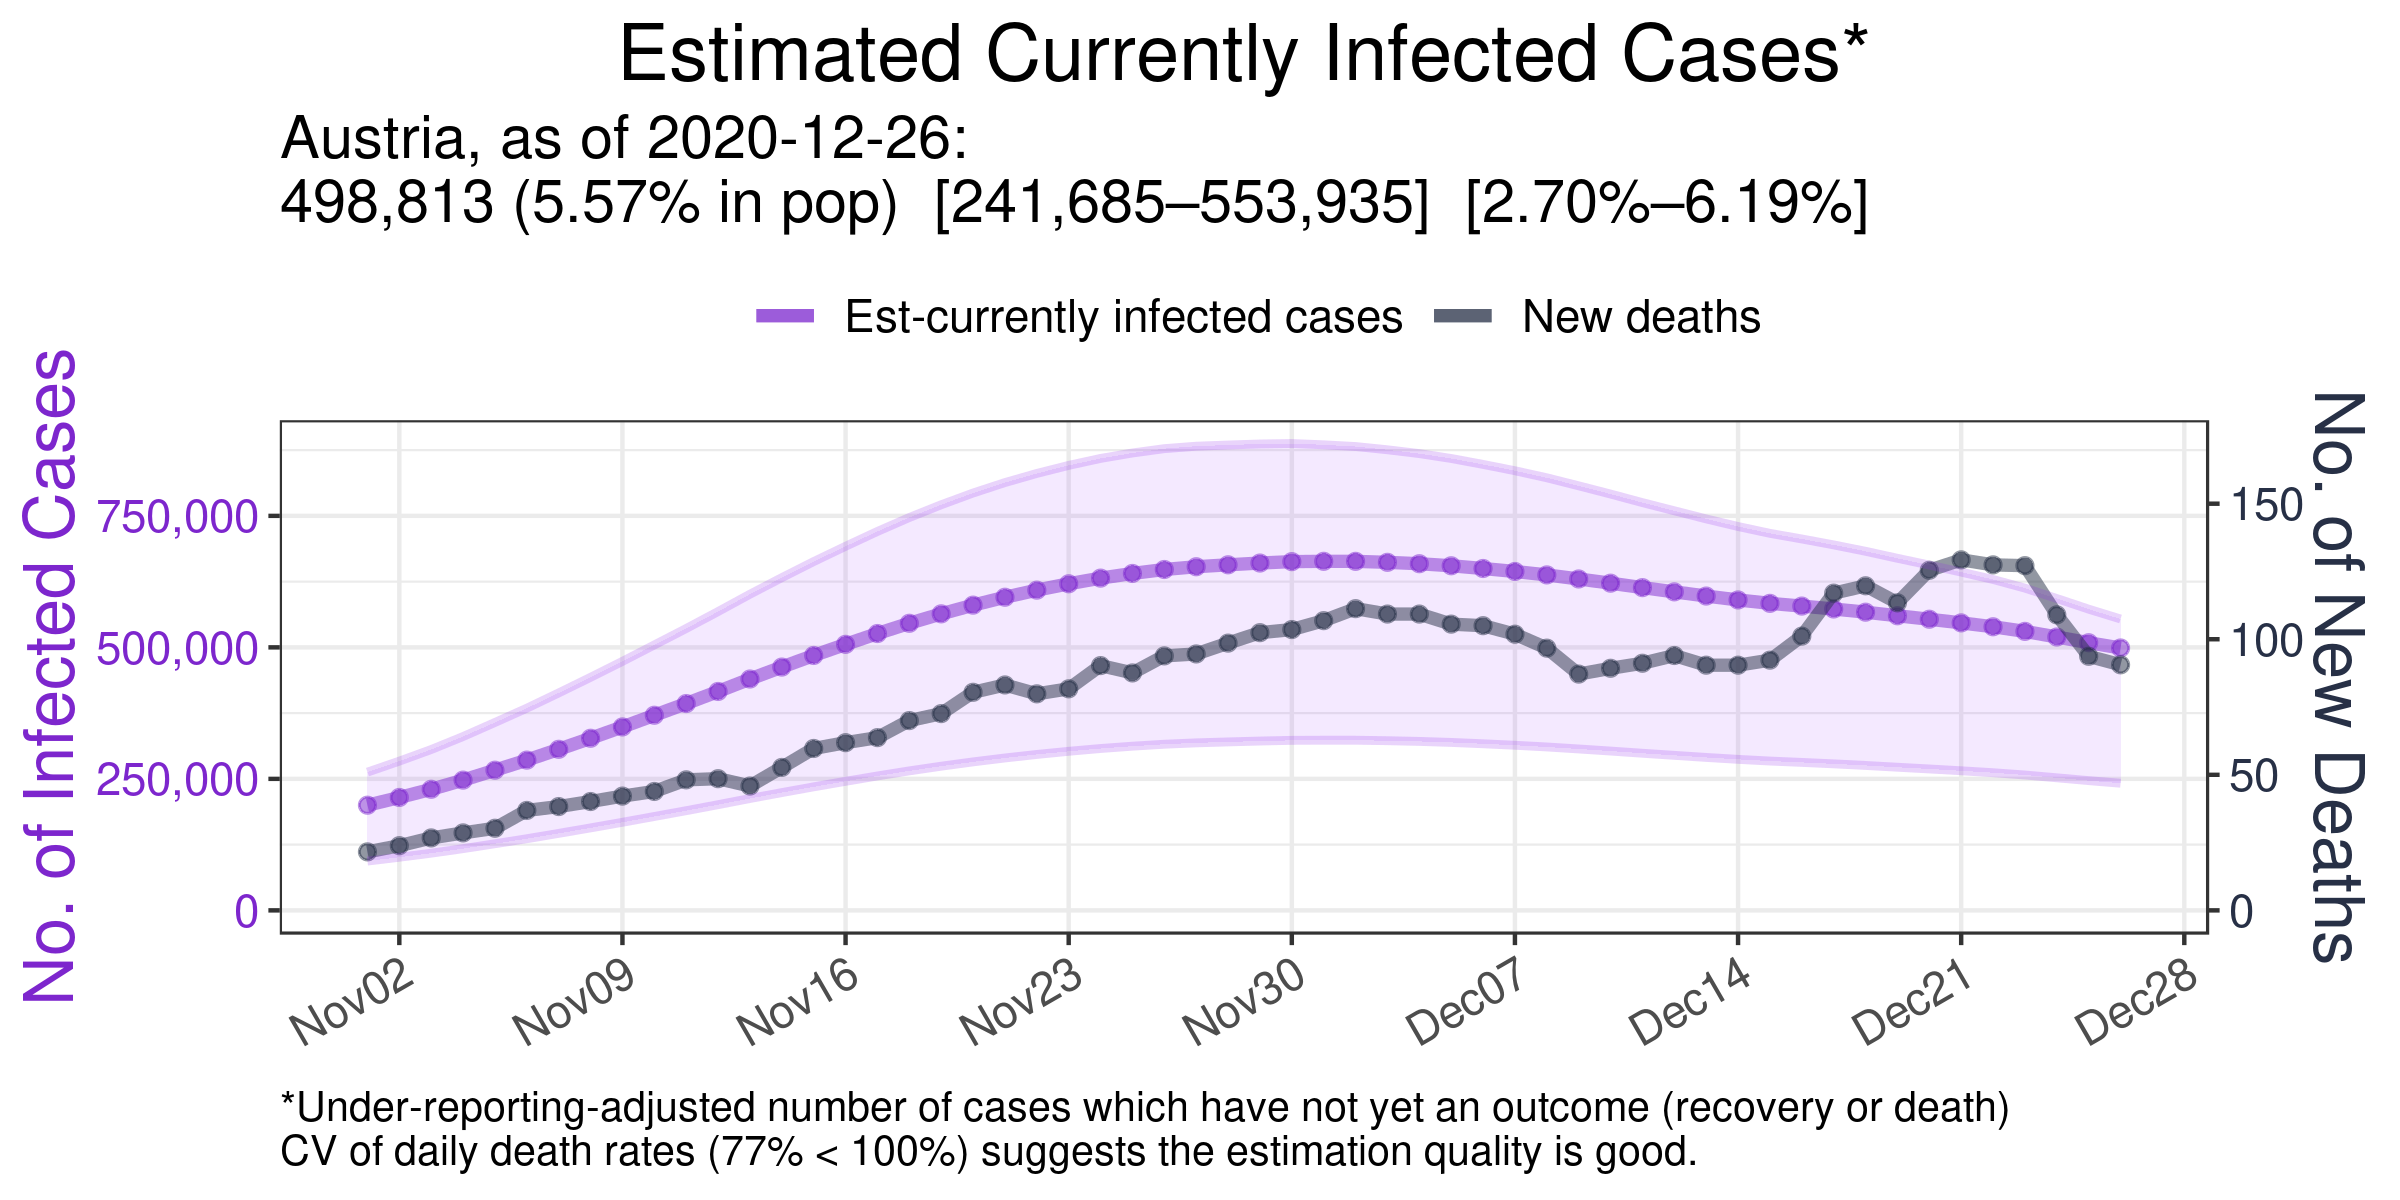 Estimated Currently Infected Cases*
Austria, as of 2020-12-26:
498,813 (5.57% in pop)  [241,685–553,935]  [2.70%–6.19%]
Est-currently infected cases
New deaths
No. of Infected Cases
750,000
500,000
250,000
0
No. of New Deaths
150
100
50
0
Nov02
Nov09
Nov16
Nov23
Nov30
Dec07
Dec14
Dec21
Dec28
*Under-reporting-adjusted number of cases which have not yet an outcome (recovery or death)
CV of daily death rates (77% < 100%) suggests the estimation quality is good.